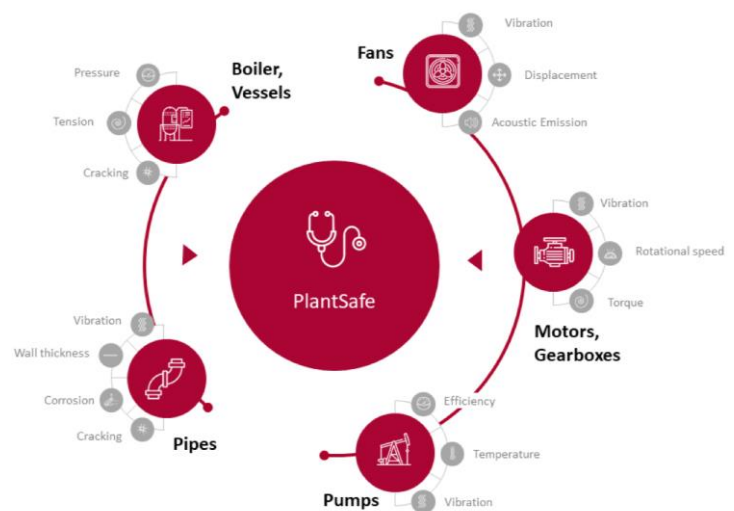 Pressure
Tension
Cracking
Boiler,
Vessels
Fans
Vibration
Displacement
Acoustic Emission
PlantSafe
Vibration
Rotational speed
Torque
Motors,
Gearboxes
Vibration
Wall thickness
Corrosion
Cracking
Pipes
Efficiency
Temperature
Vibration
Pumps